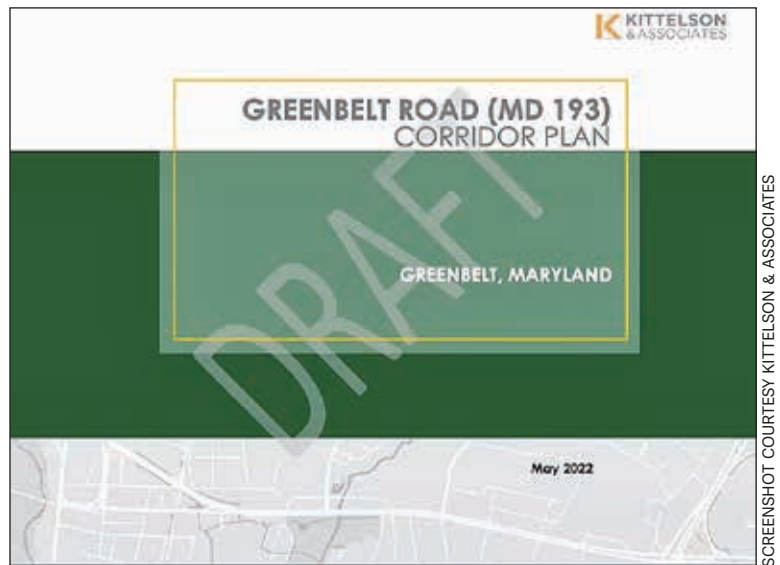 KITTELSON
& ASSOCIATES
GREENBELT ROAD (MD 193)
CORRIDOR PLAN
DRAFT
GREENBELT, MARYLAND
May 2022
SCREENSHOT COURTESY KITTELSON & ASSOCIATES